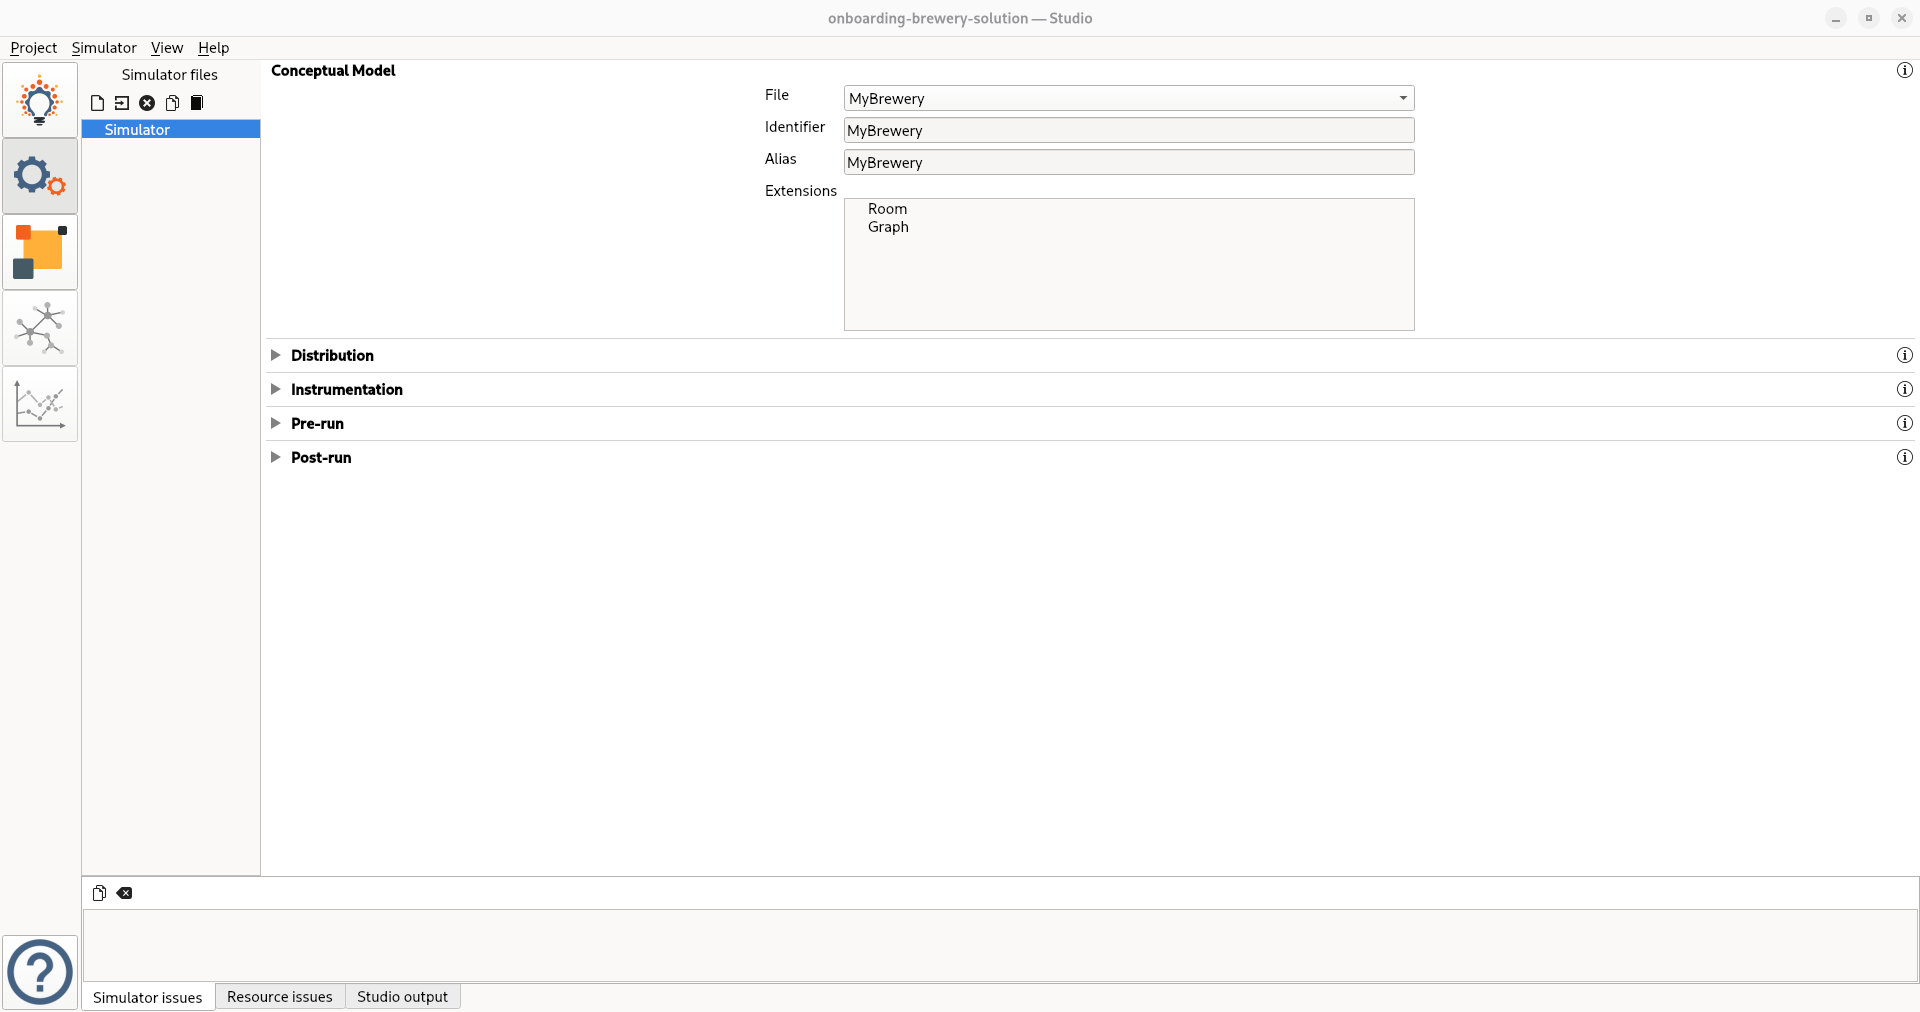 onboarding-brewery-solution — Studio
Project Simulator View Help
Simulator files
Simulator
Conceptual Model
File
MyBrewery
Identifier
MyBrewery
Alias
MyBrewery
Extensions
Room
Graph
Distribution
Instrumentation
Pre-run
Post-run
Simulator issues Resource issues Studio output